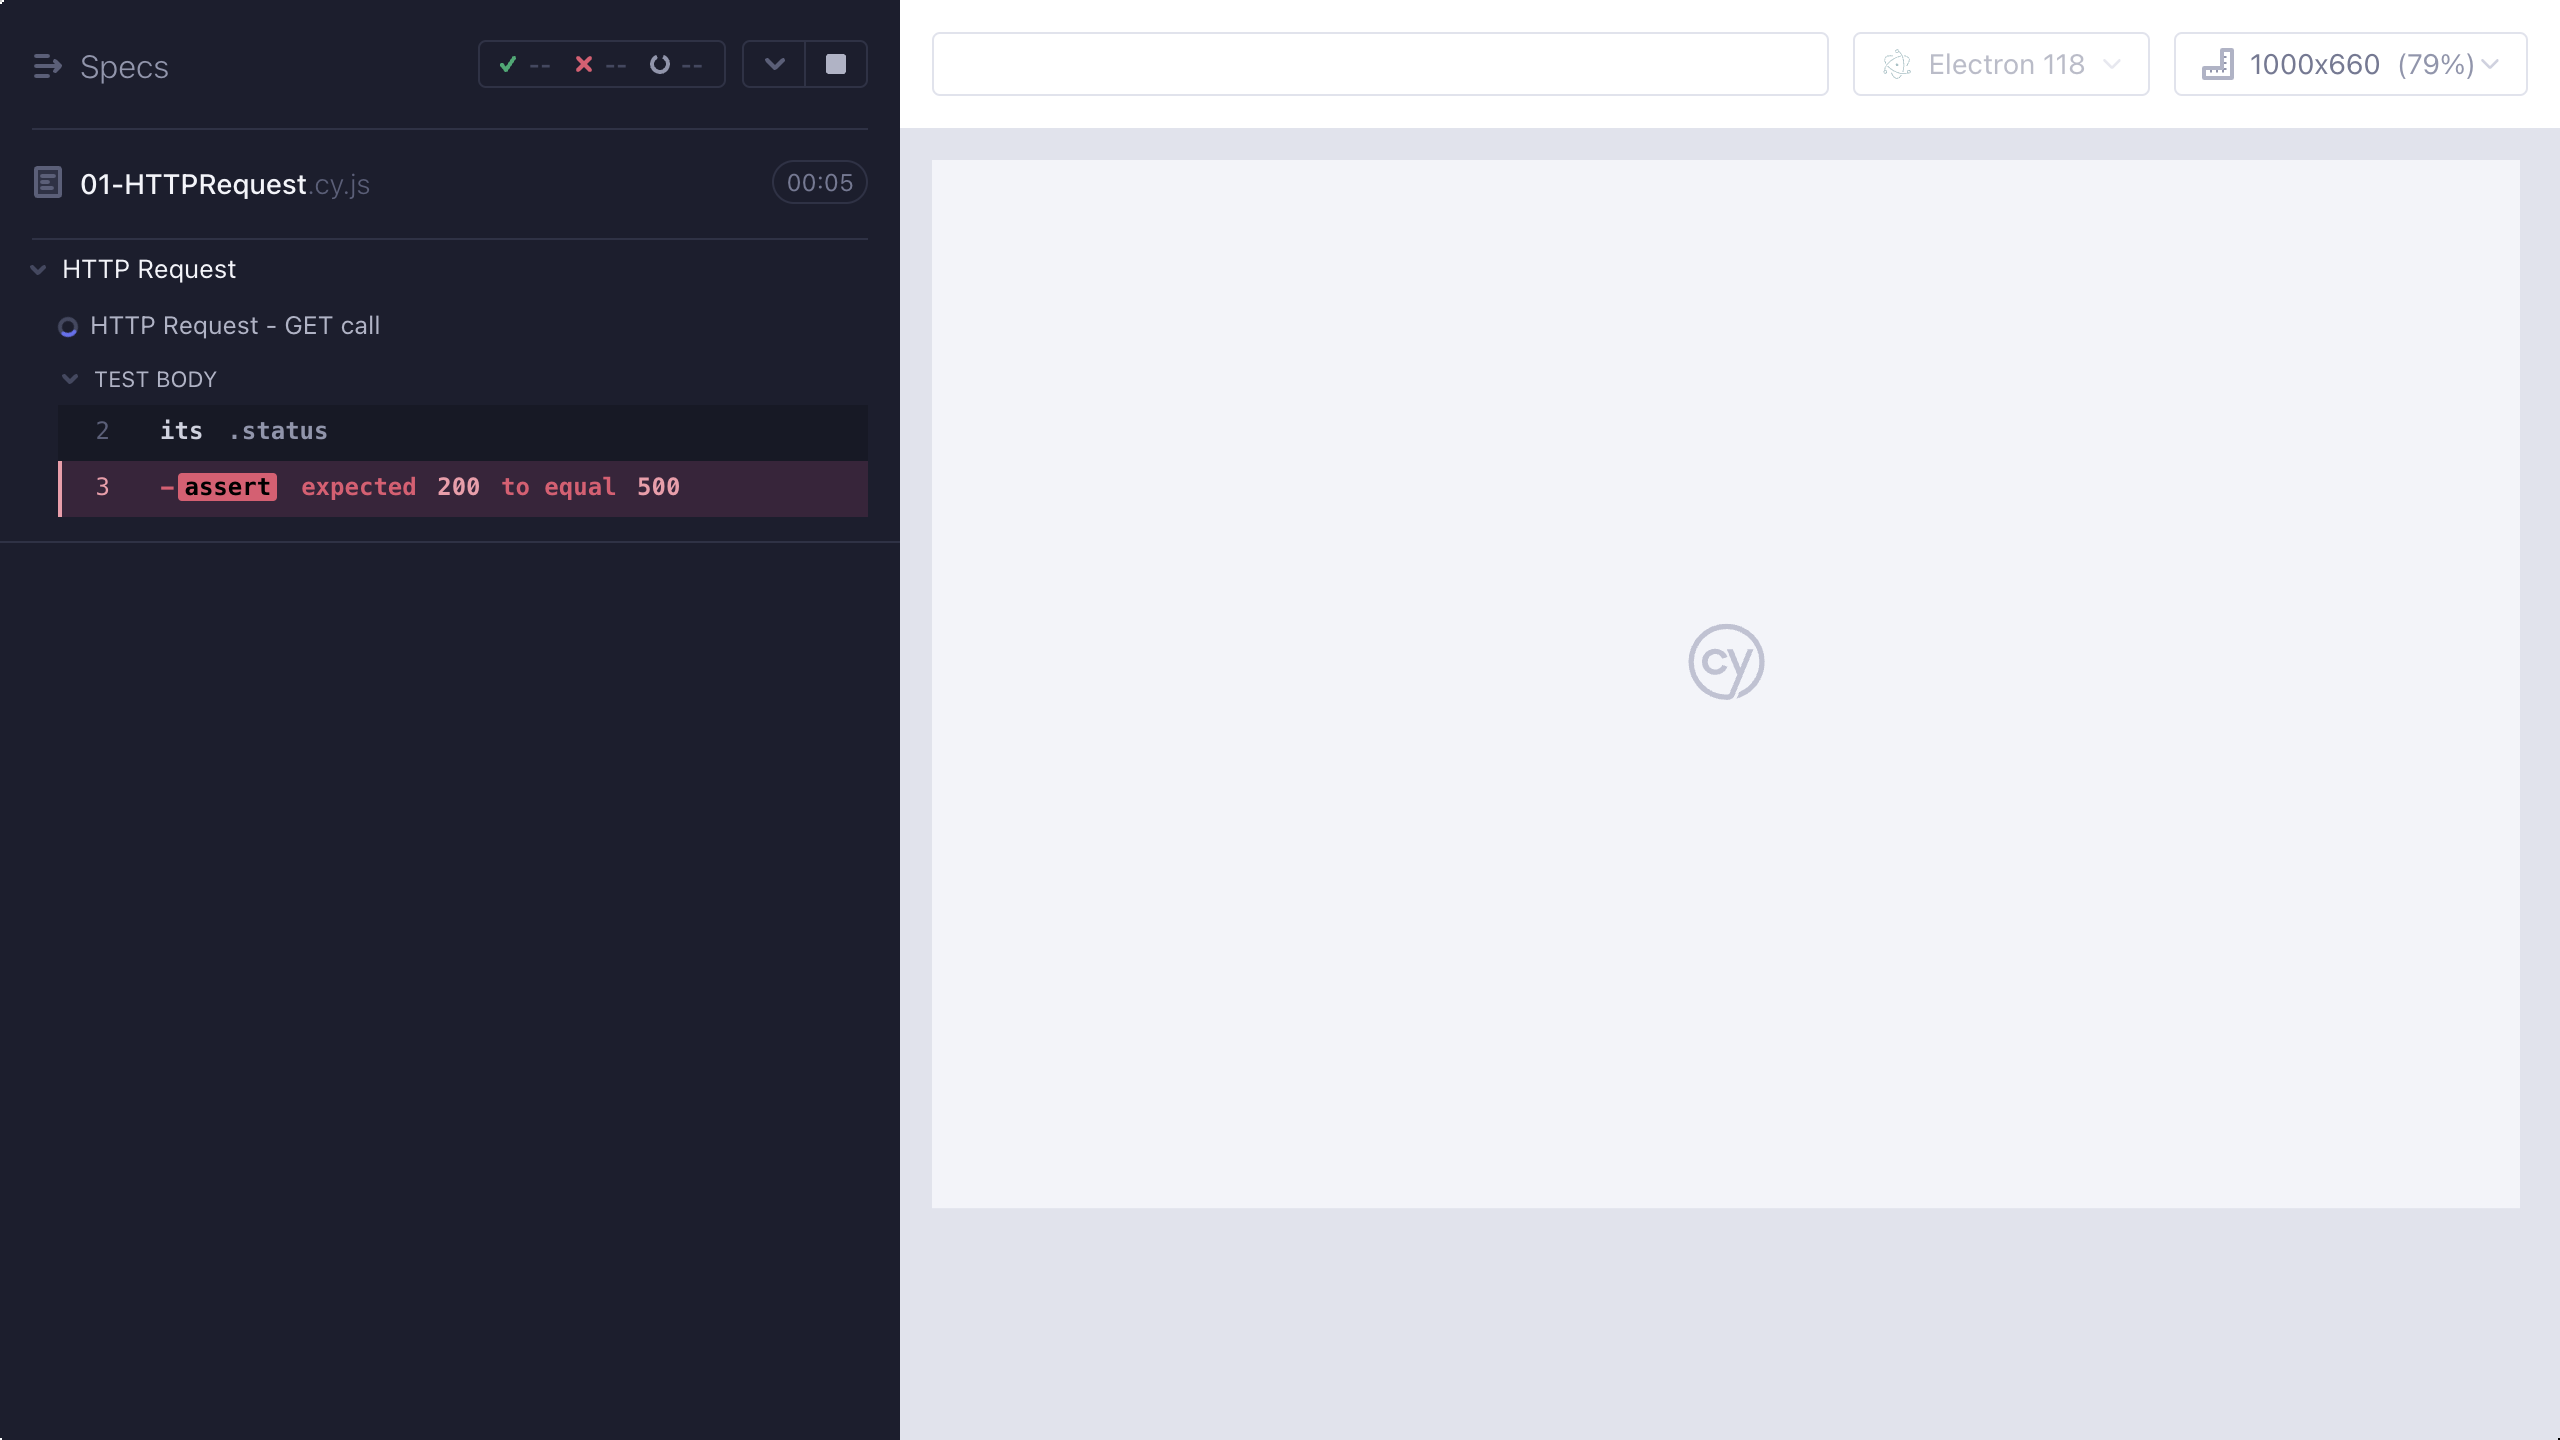 Specs
-- -- --
01-HTTPRequest.cy.js
00:05
HTTP Request
HTTP Request - GET call
TEST BODY
2 its .status
3 -assert expected 200 to equal 500
Electron 118
1000x660 (79%)
cy